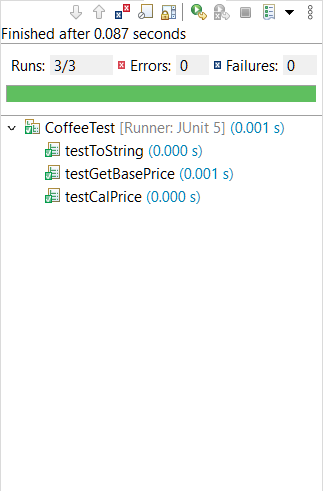 Finished after 0.087 seconds
Runs: 3/3 Errors: 0 Failures: 0
CoffeeTest [Runner: JUnit 5] (0.001 s)
testToString (0.000 s)
testGetBasePrice (0.001 s)
testCalPrice (0.000 s)